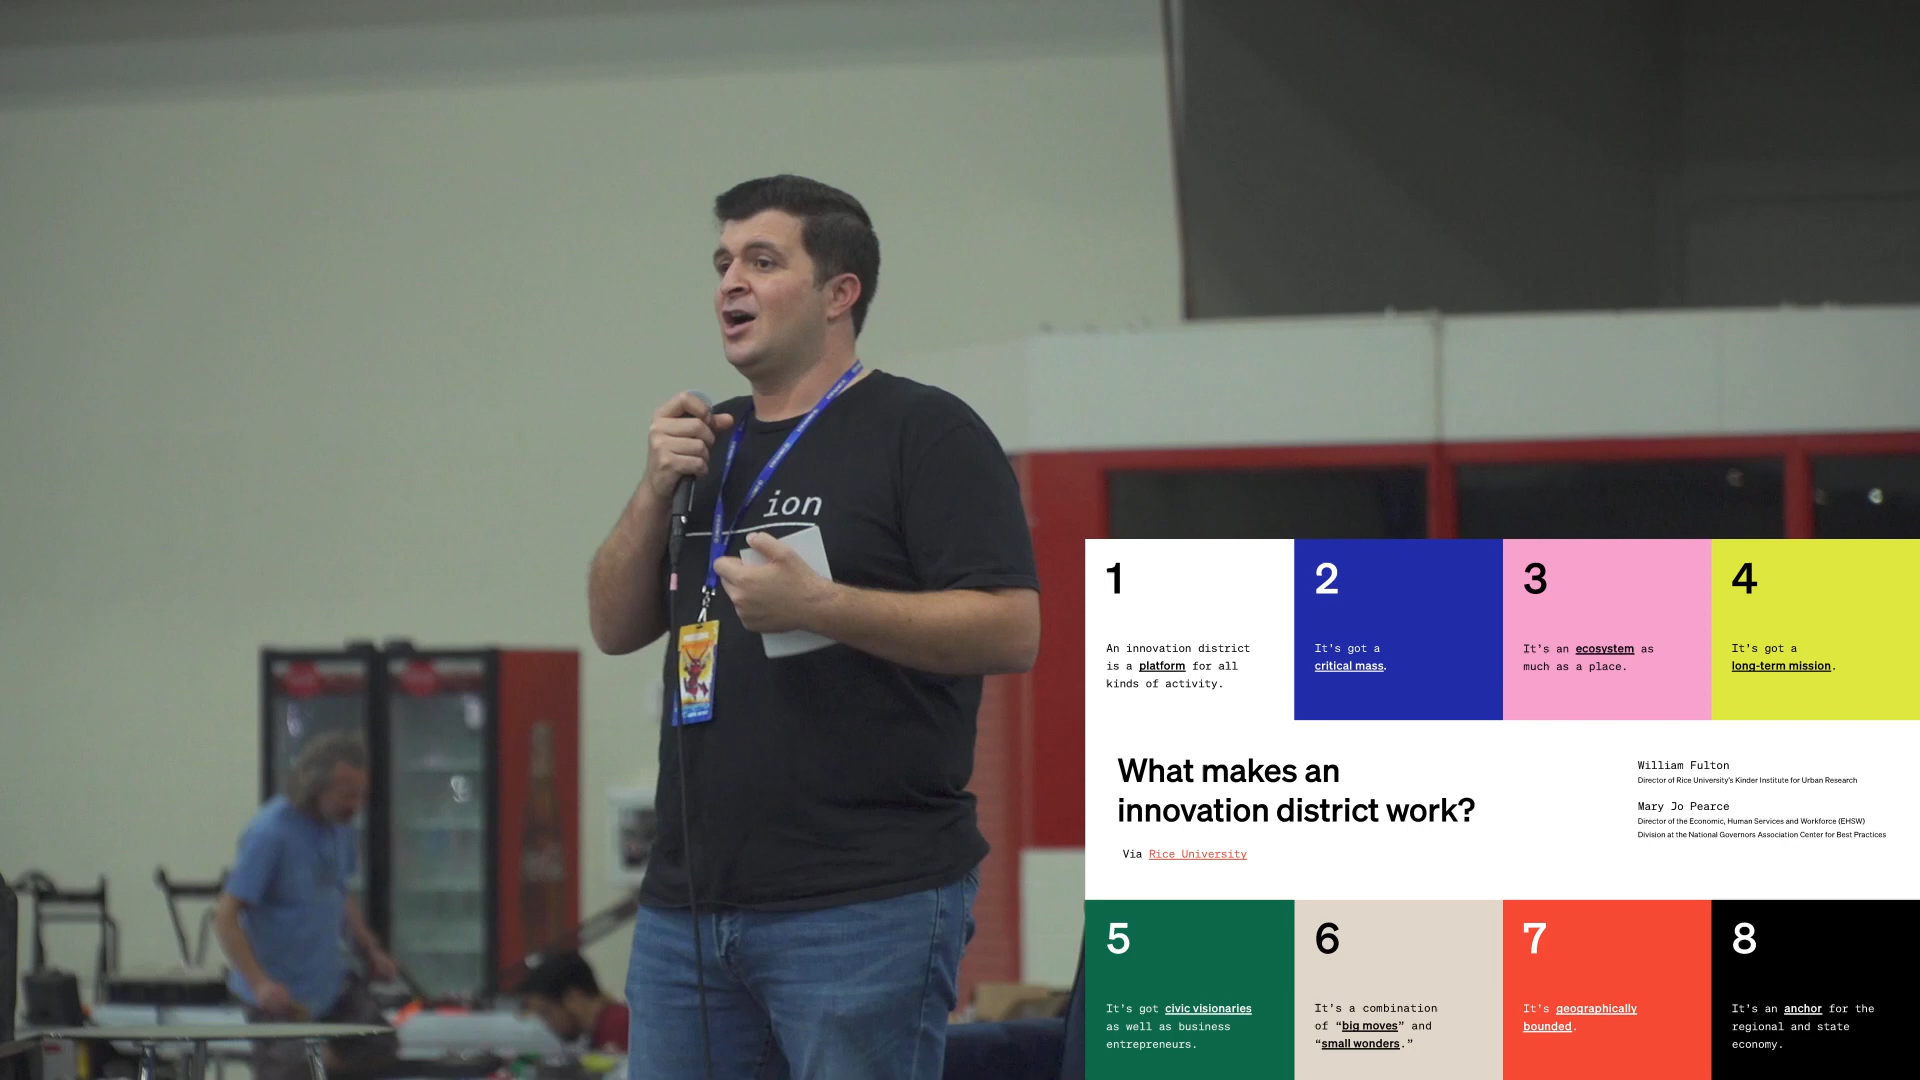 ion
1
An innovation district
is a platform for all
kinds of activity.
2
It's got a
critical mass.
3
It's an ecosystem as
much as a place.
4
It's got a
long-term mission.
What makes an
innovation district work?
Via Rice University
William Fulton
Director of Rice University's Kinder Institute for Urban Research
Mary Jo Pearce
Director of the Economic, Human Services and Workforce (EHSW)
Division at the National Governors Association Center for Best Practices
5
It's got civic visionaries
as well as business
entrepreneurs.
6
It's a combination
of “big moves” and
“small wonders.”
7
It's geographically
bounded.
8
It's an anchor for the
regional and state
economy.